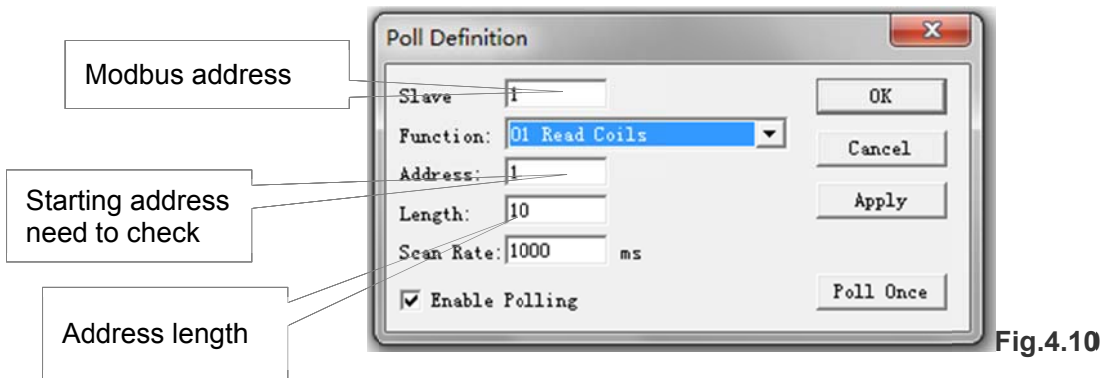 Poll Definition
Modbus address
Slave 1 OK
Function: 01 Read Coils Cancel
Address: 1 Apply
Starting address
need to check
Length: 10
Scan Rate: 1000 ms
Enable Polling Poll Once
Address length
Fig.4.10